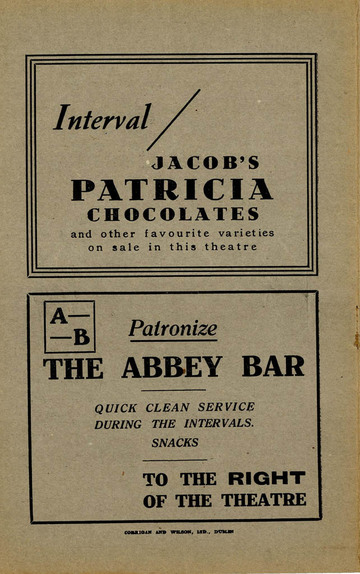 Interval
JACOB'S
PATRICIA
CHOCOLATES
and other favourite varieties
on sale in this theatre
A—
—B
Patronize
THE ABBEY BAR
QUICK CLEAN SERVICE
DURING THE INTERVALS.
SNACKS
TO THE RIGHT
OF THE THEATRE
CORRIGAN AND WILSON, LTD., DUBLIN